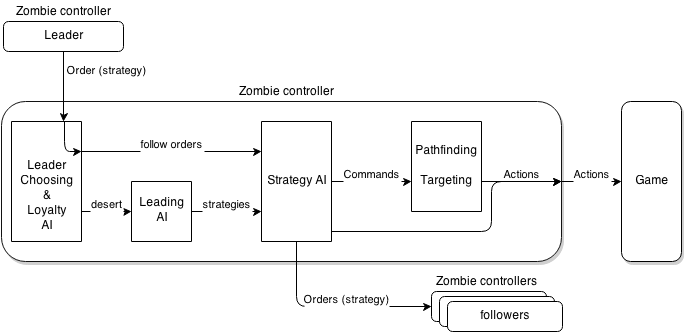 Zombie controller
Leader
Order (strategy)
Zombie controller
Leader
Choosing
&
Loyalty
AI
follow orders
desert
Leading
AI
strategies
Strategy AI
Commands
Pathfinding
Targeting
Actions
Actions
Game
Orders (strategy)
Zombie controllers
followers